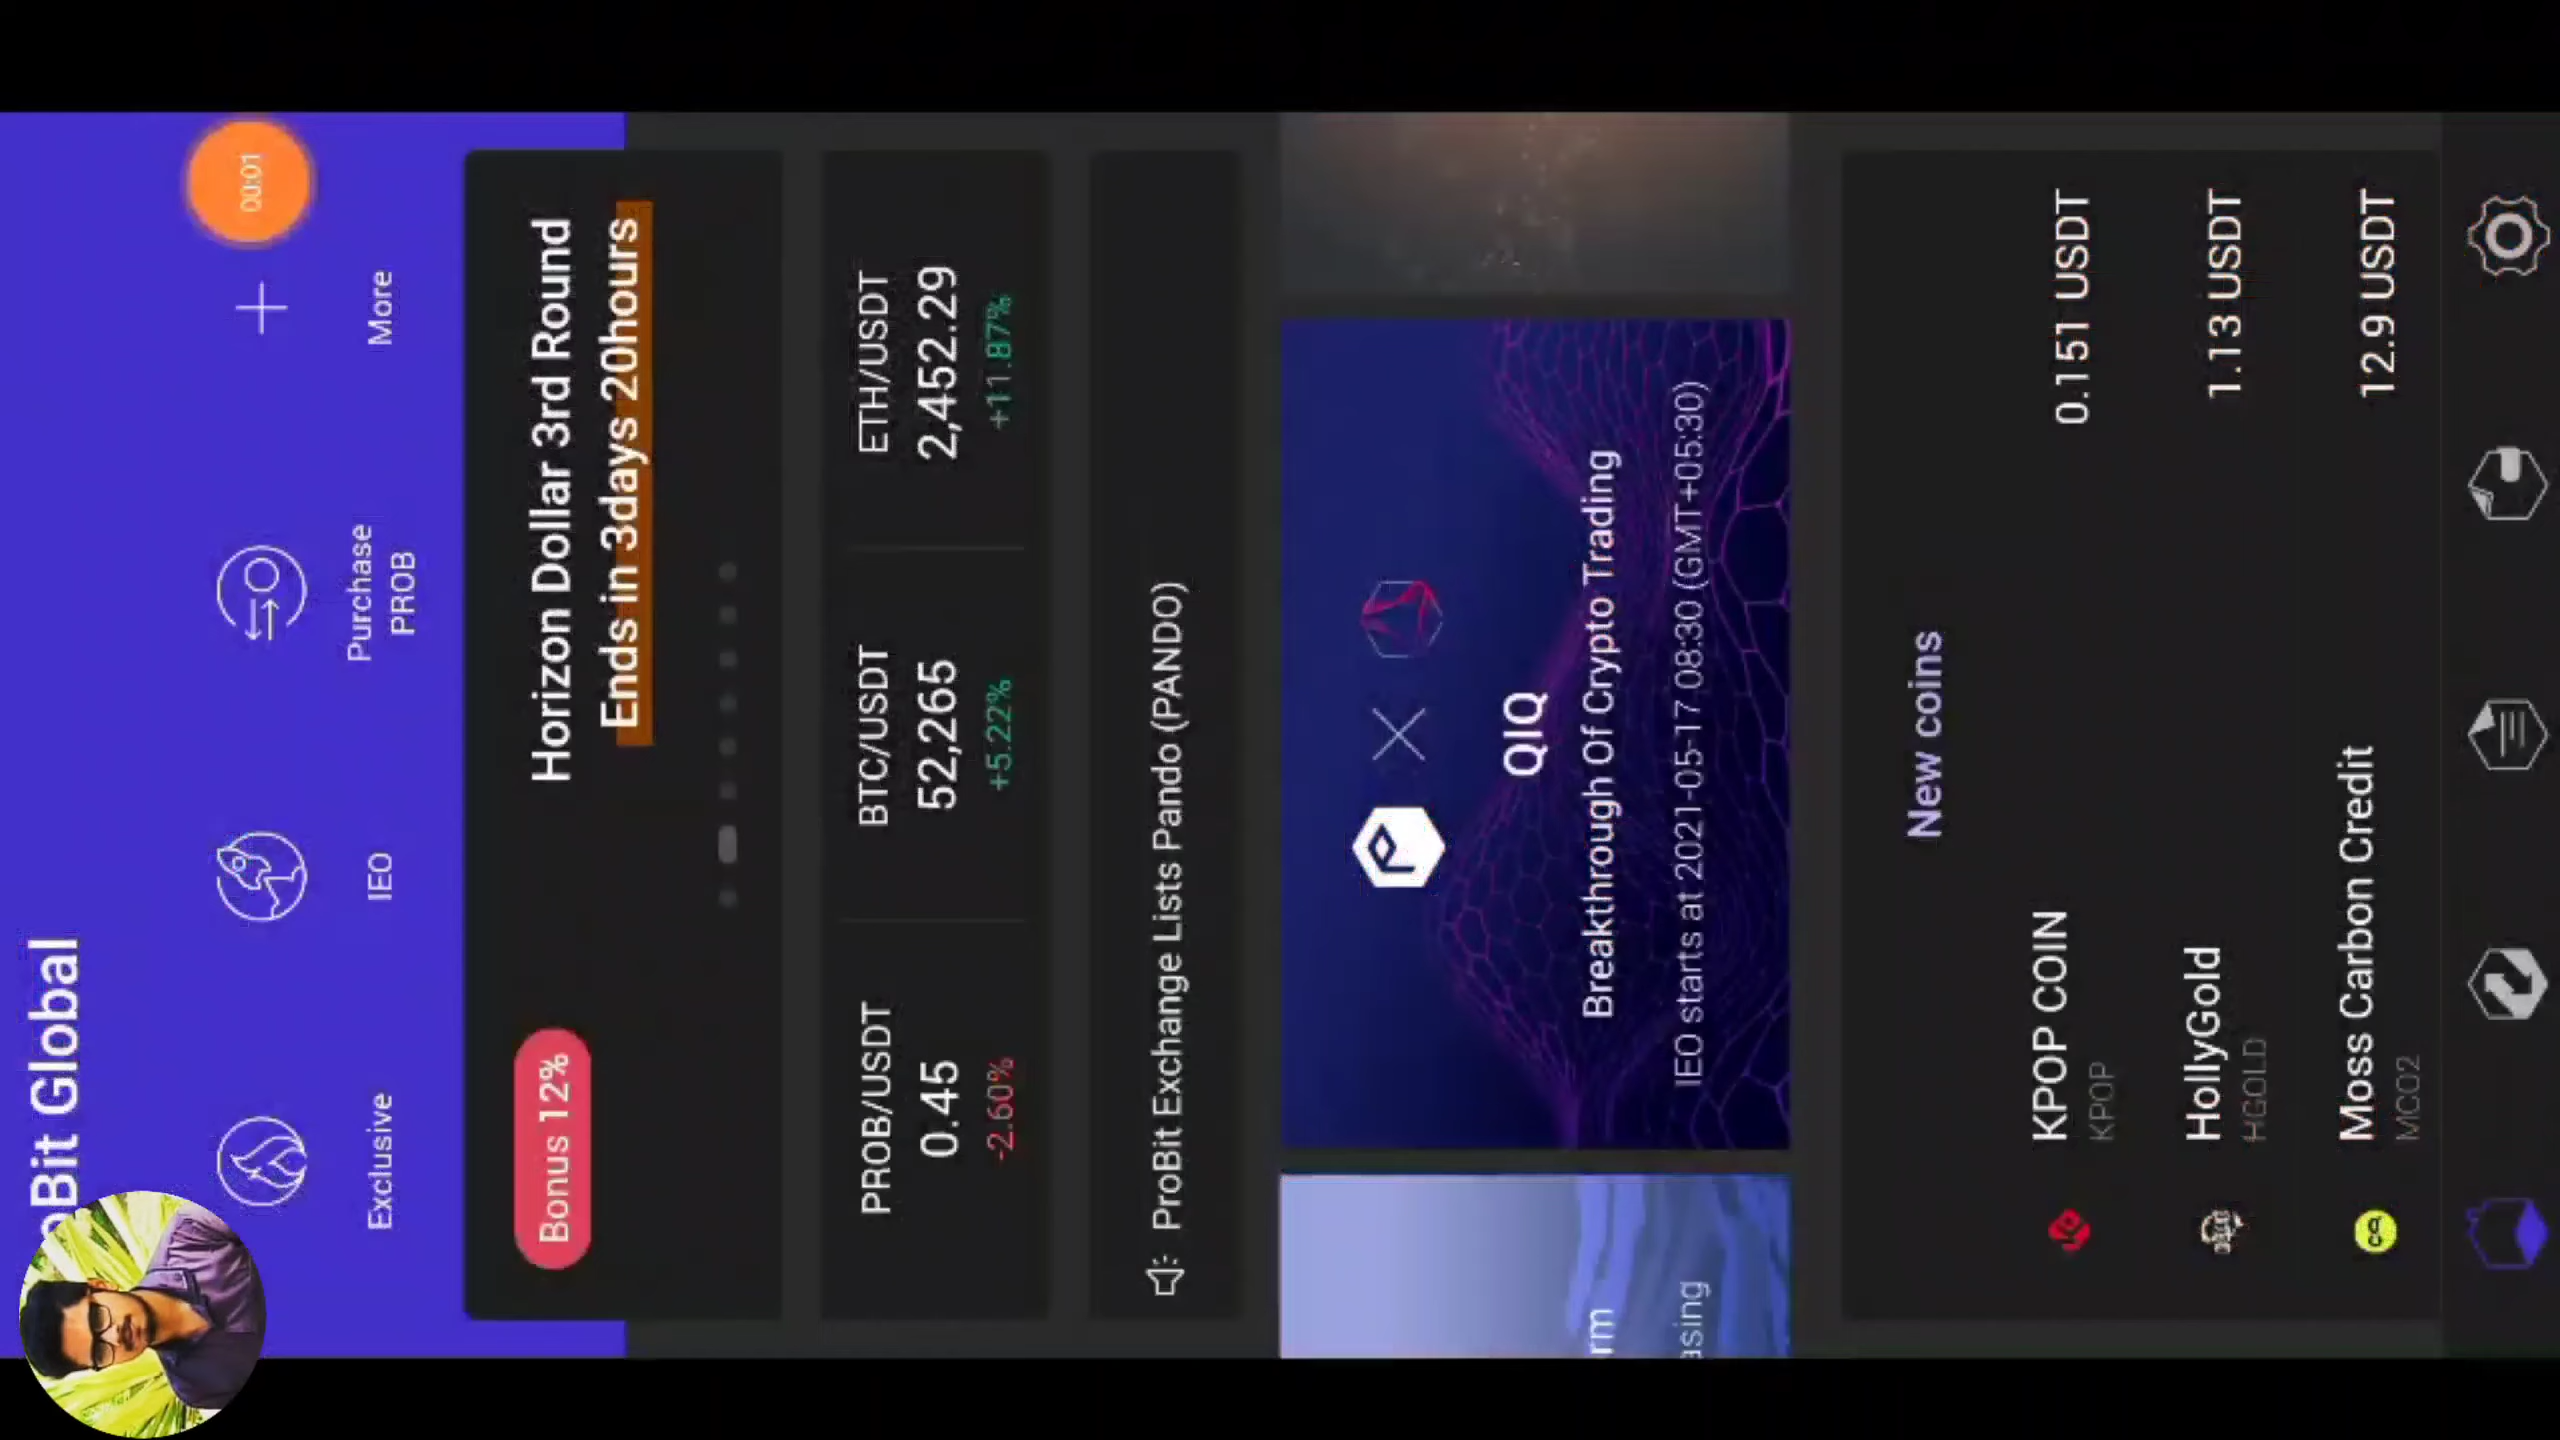 oBit Global
00:01
Exclusive
IEO
Purchase
PROB
More
Bonus 12%
Horizon Dollar 3rd Round
Ends in 3days 20hours
PROB/USDT
0.45
-2.60%
BTC/USDT
52,265
+5.22%
ETH/USDT
2,452.29
+11.87%
ProBit Exchange Lists Pando (PANDO)
rm
asing
QIQ
Breakthrough Of Crypto Trading
IEO starts at 2021-05-17 08:30 (GMT+05:30)
New coins
KPOP COIN
KPOP
0.151 USDT
HollyGold
HGOLD
1.13 USDT
Moss Carbon Credit
MCO2
12.9 USDT